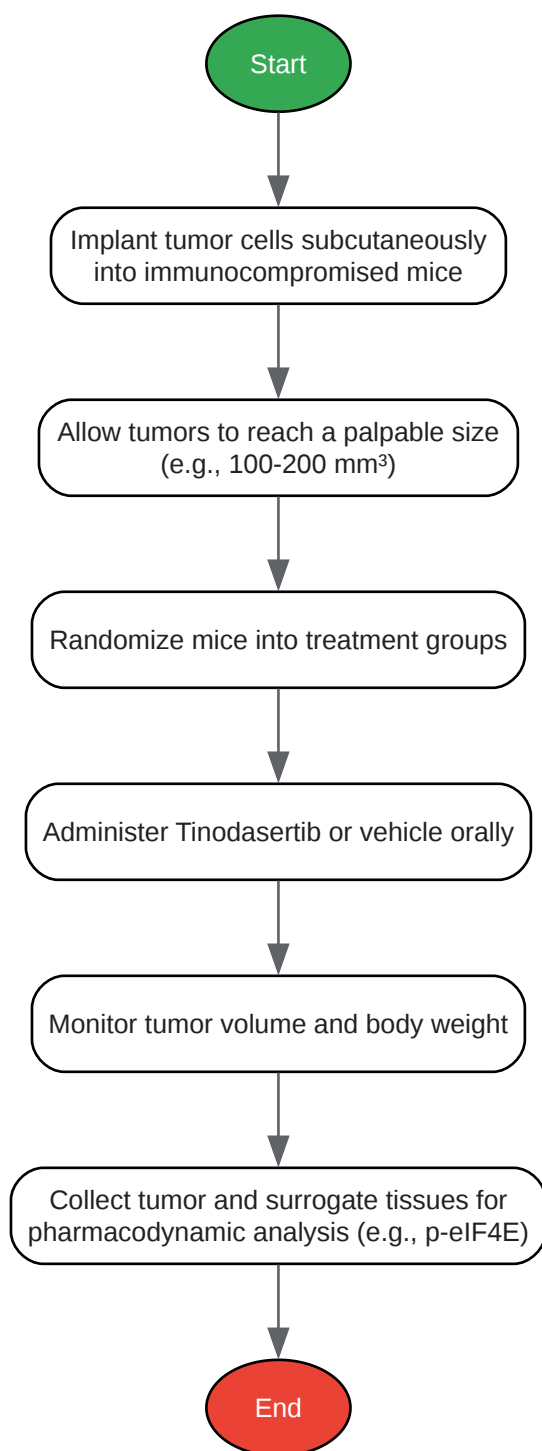 Start
Implant tumor cells subcutaneously
into immunocompromised mice
Allow tumors to reach a palpable size
(e.g., 100-200 mm³)
Randomize mice into treatment groups
Administer Tinodasertib or vehicle orally
Monitor tumor volume and body weight
Collect tumor and surrogate tissues for
pharmacodynamic analysis (e.g., p-eIF4E)
End